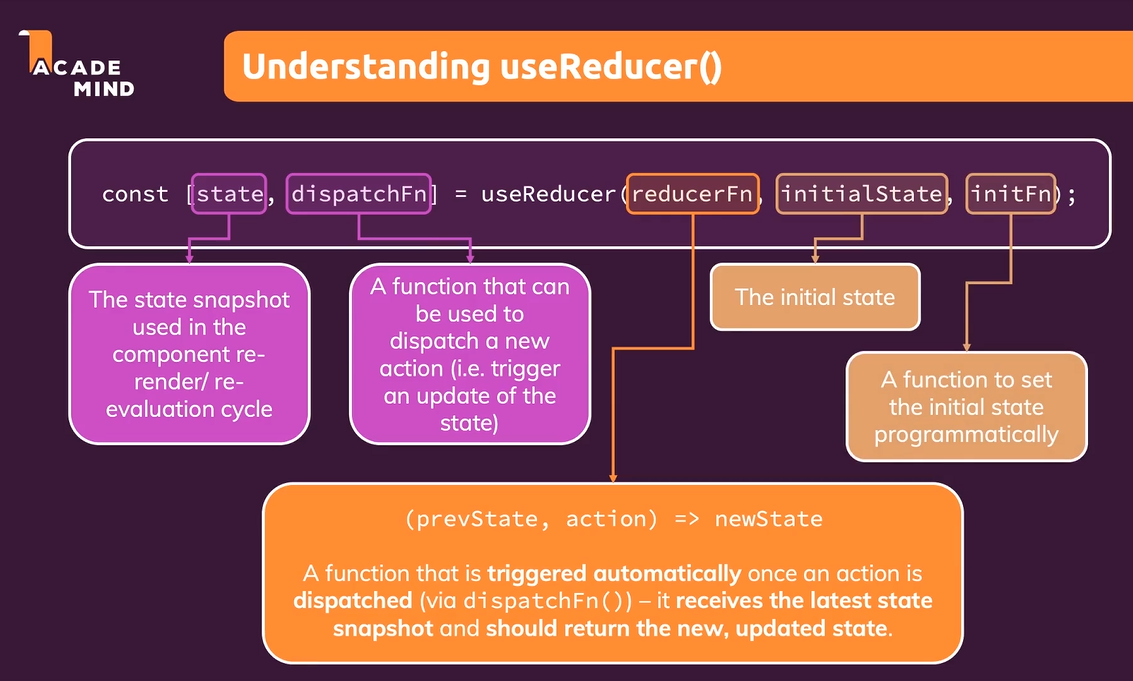 ACADE
MIND
Understanding useReducer()
const [state, dispatchFn] = useReducer(reducerFn, initialState, initFn);
The state snapshot
used in the
component re-
render/ re-
evaluation cycle
A function that can
be used to
dispatch a new
action (i.e. trigger
an update of the
state)
The initial state
A function to set
the initial state
programmatically
(prevState, action) => newState
A function that is triggered automatically once an action is
dispatched (via dispatchFn()) – it receives the latest state
snapshot and should return the new, updated state.